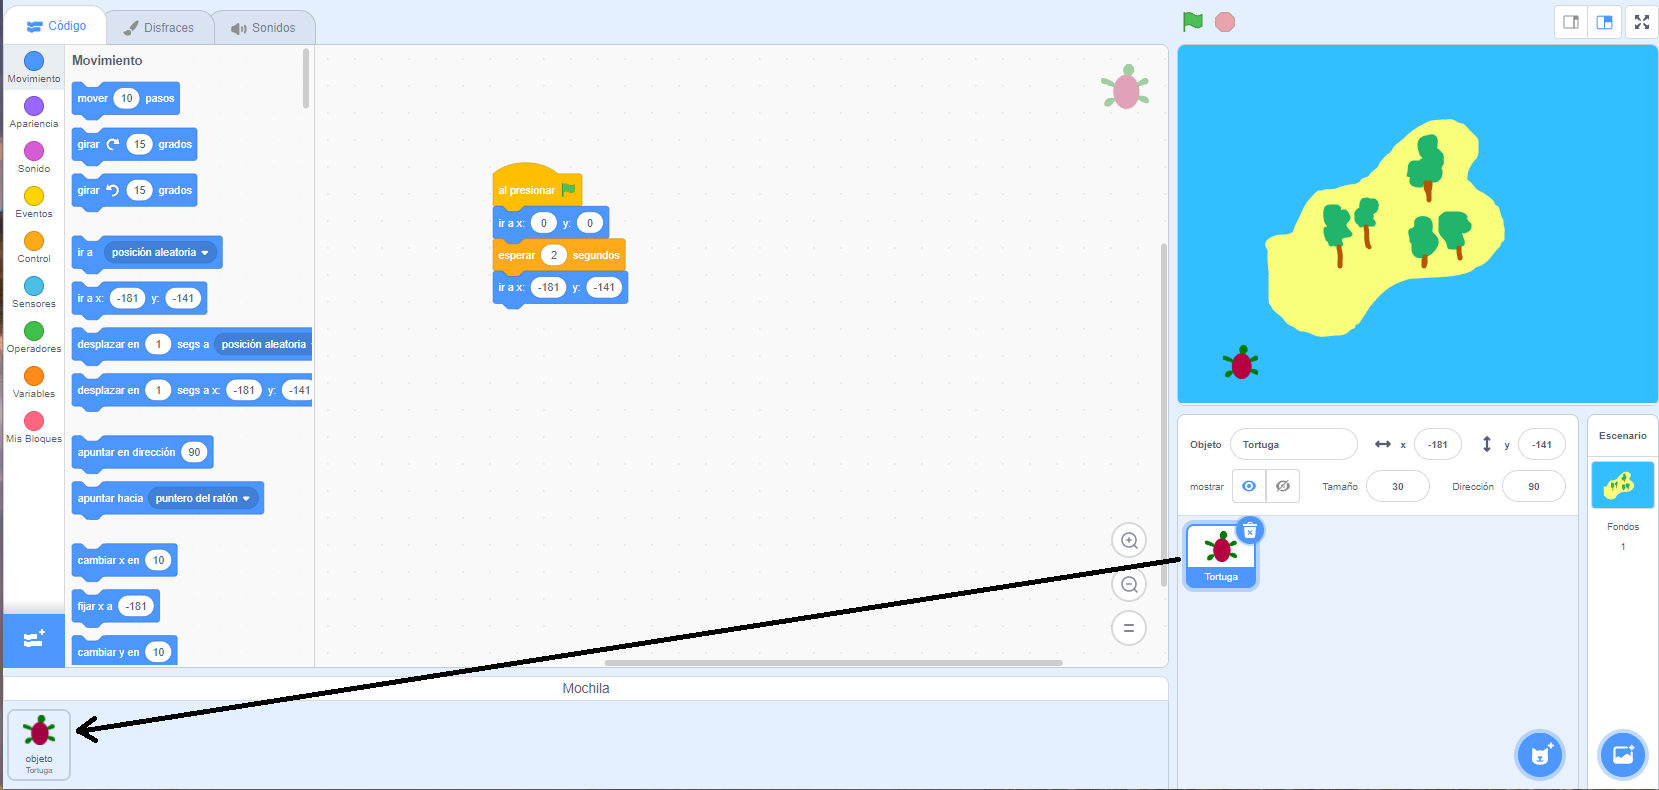 Código
Disfraces
Sonidos
Movimiento
Apariencia
Sonido
Eventos
Control
Sensores
Operadores
Variables
Mis Bloques
Movimiento
mover 10 pasos
girar 15 grados
girar 15 grados
ir a posición aleatoria
ir a x: -181 y: -141
desplazar en 1 segs a posición aleatoria
desplazar en 1 segs a x: -181 y: -141
apuntar en dirección 90
apuntar hacia puntero del ratón
cambiar x en 10
fijar x a -181
cambiar y en 10
al presionar
ir a x: 0 y: 0
esperar 2 segundos
ir a x: -181 y: -141
Objeto Tortuga x -181 y -141
mostrar Tamaño 30 Dirección 90
Tortuga
Escenario
Fondos
1
Mochila
objeto
Tortuga